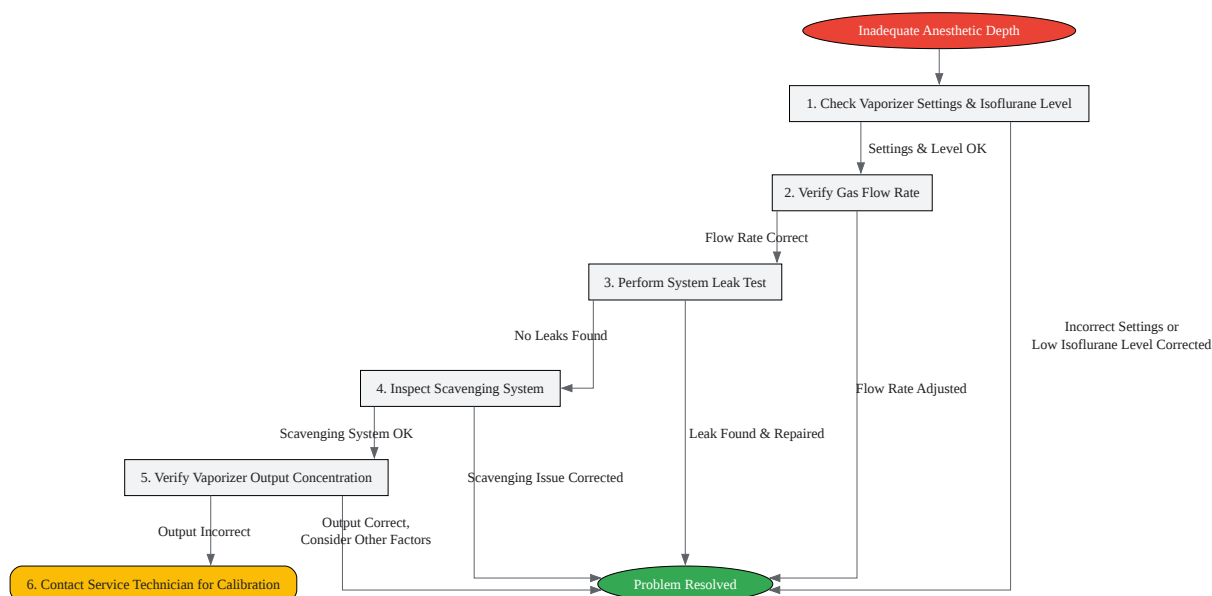 Inadequate Anesthetic Depth
1. Check Vaporizer Settings & Isoflurane Level
Settings & Level OK
2. Verify Gas Flow Rate
Flow Rate Correct
3. Perform System Leak Test
Incorrect Settings or
Low Isoflurane Level Corrected
No Leaks Found
4. Inspect Scavenging System
Flow Rate Adjusted
Scavenging System OK
Leak Found & Repaired
5. Verify Vaporizer Output Concentration
Scavenging Issue Corrected
Output Incorrect
Output Correct,
Consider Other Factors
6. Contact Service Technician for Calibration
Problem Resolved